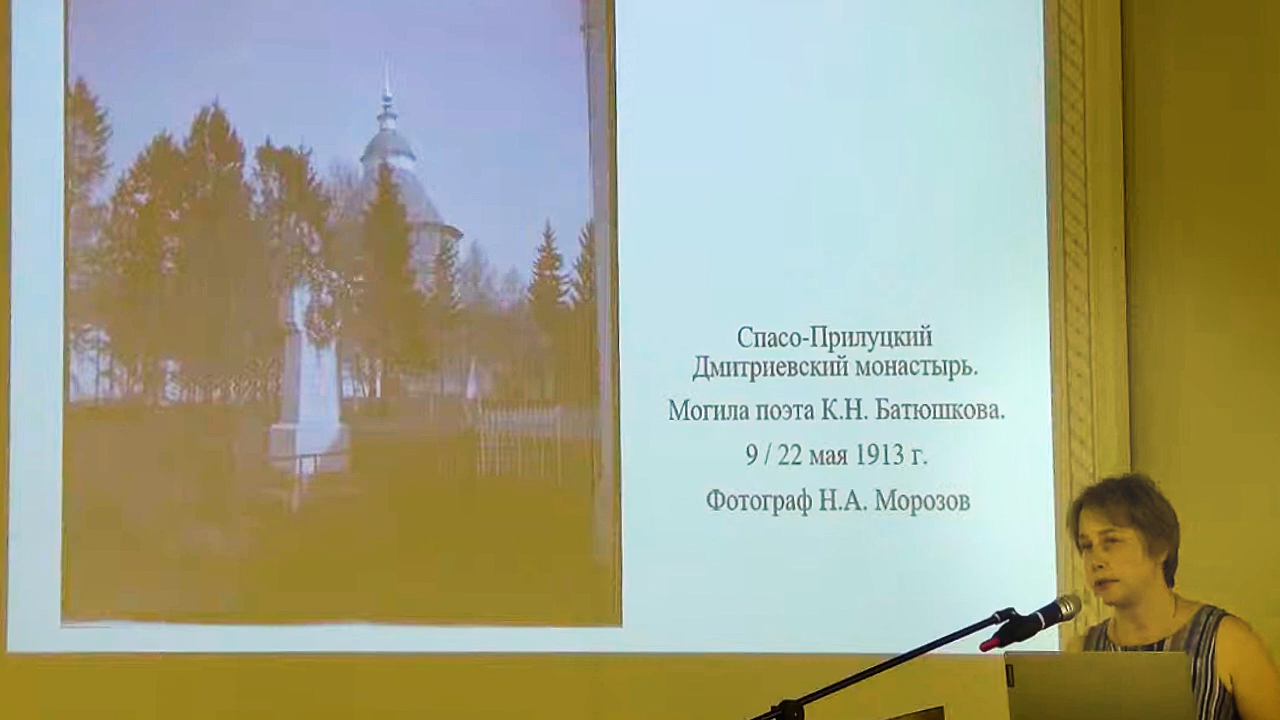 Спасо-Прилуцкий
Дмитриевский монастырь.
Могила поэта К.Н. Батюшкова.
9 / 22 мая 1913 г.
Фотограф Н.А. Морозов